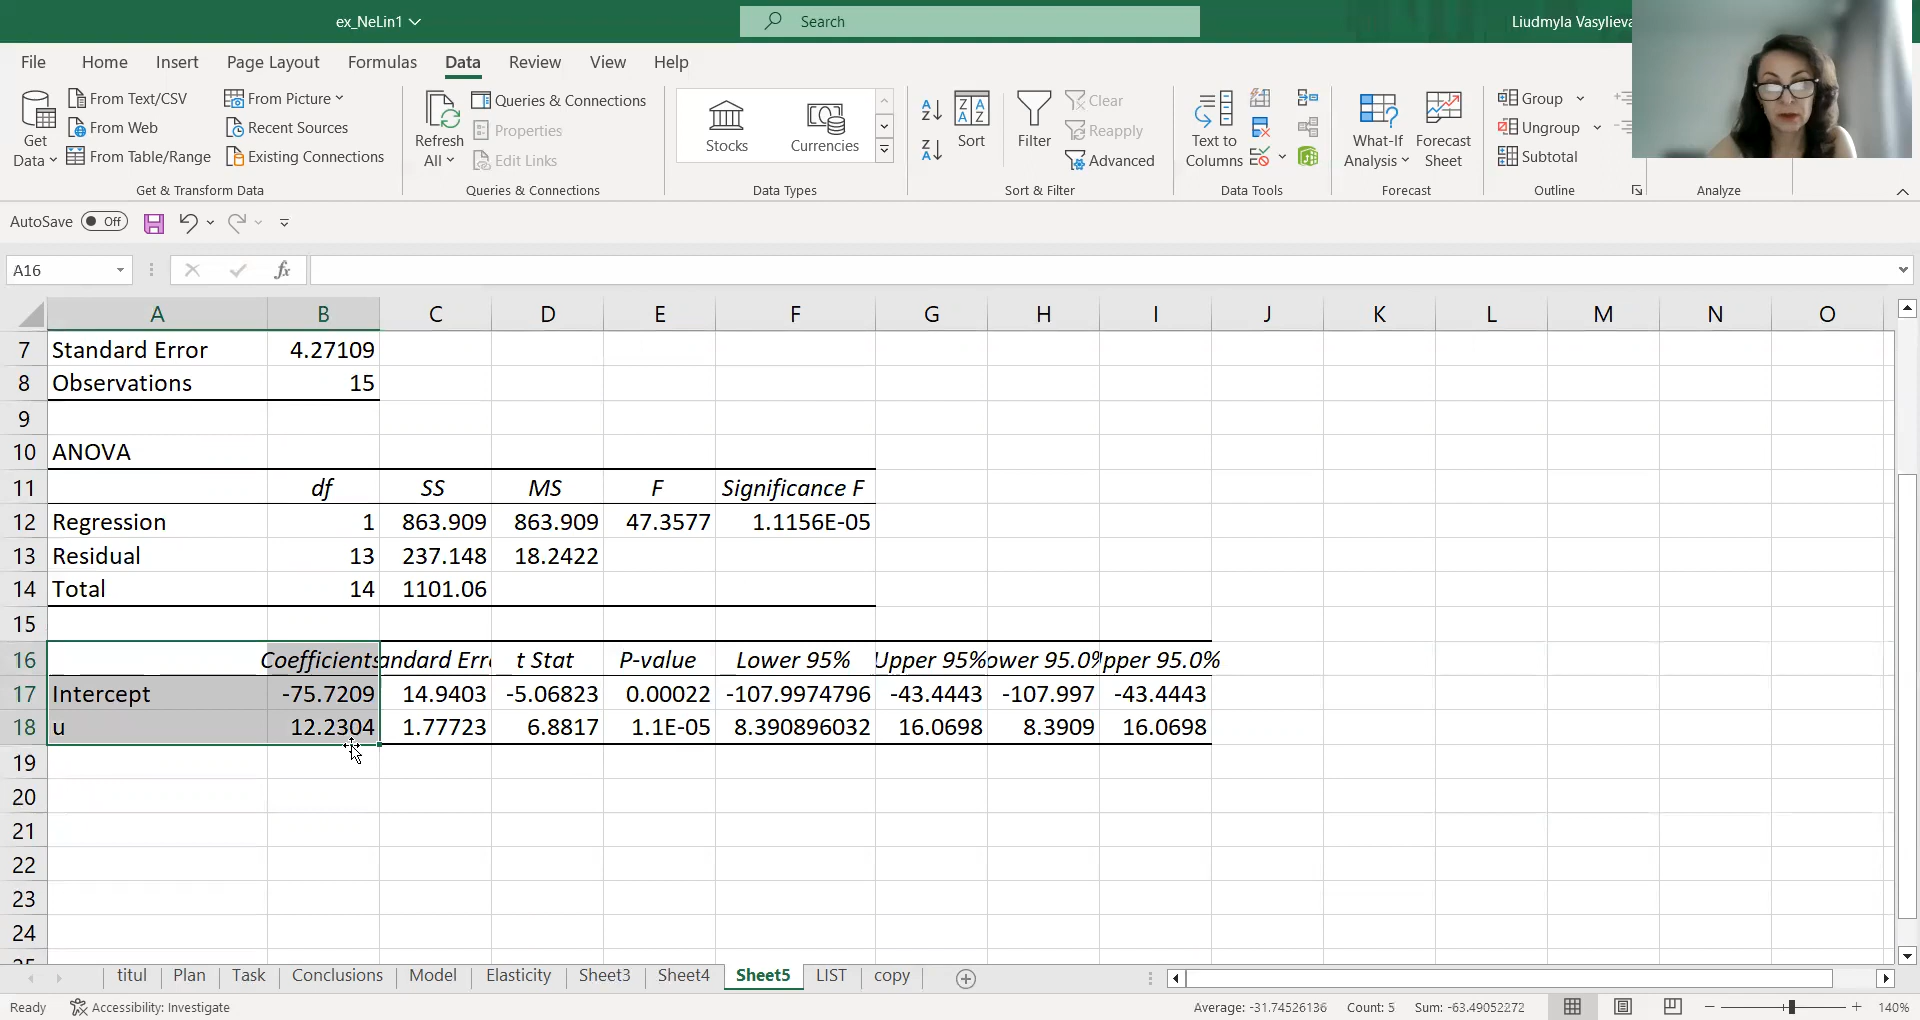 ex_NeLin1
Search
Liudmyla Vasylieva
File Home Insert Page Layout Formulas Data Review View Help
Get Data
From Text/CSV
From Web
From Table/Range
From Picture
Recent Sources
Existing Connections
Get & Transform Data
Refresh All
Queries & Connections
Properties
Edit Links
Queries & Connections
Stocks
Currencies
Data Types
Sort
Filter
Clear
Reapply
Advanced
Sort & Filter
Text to Columns
Data Tools
What-If Analysis
Forecast Sheet
Forecast
Group
Ungroup
Subtotal
Outline
Analyze
AutoSave Off
A16
fx
A B C D E F G H I J K L M N O
7 Standard Error 4.27109
8 Observations 15
9
10 ANOVA
11 df SS MS F Significance F
12 Regression 1 863.909 863.909 47.3577 1.1156E-05
13 Residual 13 237.148 18.2422
14 Total 14 1101.06
15
16 Coefficients andard Erro t Stat P-value Lower 95% Upper 95% ower 95.0% pper 95.0%
17 Intercept -75.7209 14.9403 -5.06823 0.00022 -107.9974796 -43.4443 -107.997 -43.4443
18 u 12.2304 1.77723 6.8817 1.1E-05 8.390896032 16.0698 8.3909 16.0698
19
20
21
22
23
24
25
titul Plan Task Conclusions Model Elasticity Sheet3 Sheet4 Sheet5 LIST copy
Ready Accessibility: Investigate Average: -31.74526136 Count: 5 Sum: -63.49052272 140%